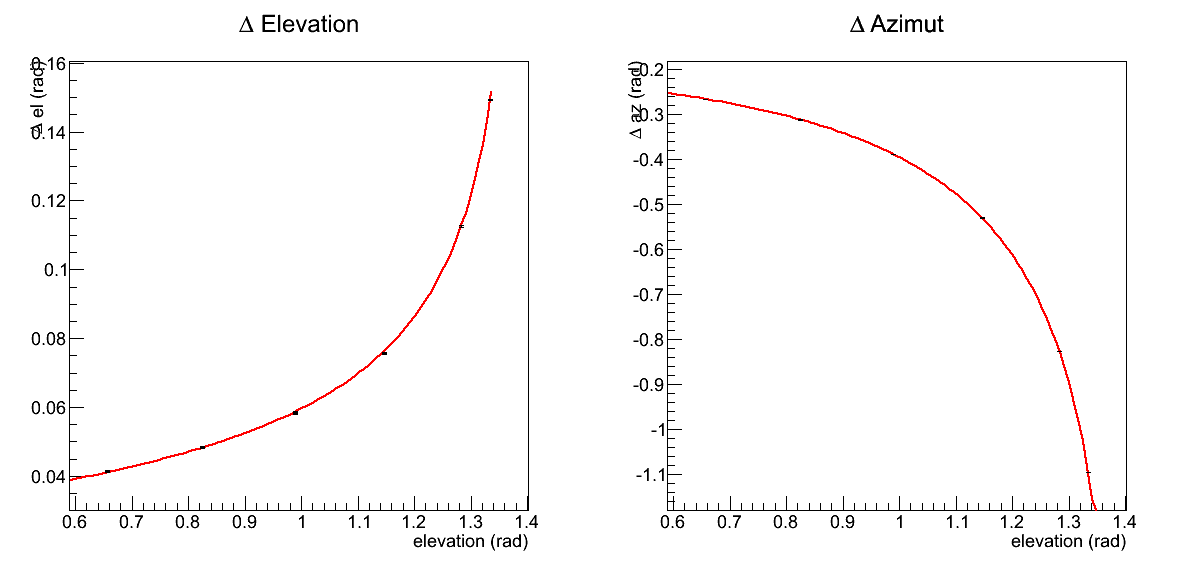 Δ Elevation
Δ el (rad)
0.16
0.14
0.12
0.1
0.08
0.06
0.04
0.6 0.7 0.8 0.9 1 1.1 1.2 1.3 1.4
elevation (rad)
Δ Azimut
Δ az (rad)
-0.2
-0.3
-0.4
-0.5
-0.6
-0.7
-0.8
-0.9
-1
-1.1
0.6 0.7 0.8 0.9 1 1.1 1.2 1.3 1.4
elevation (rad)